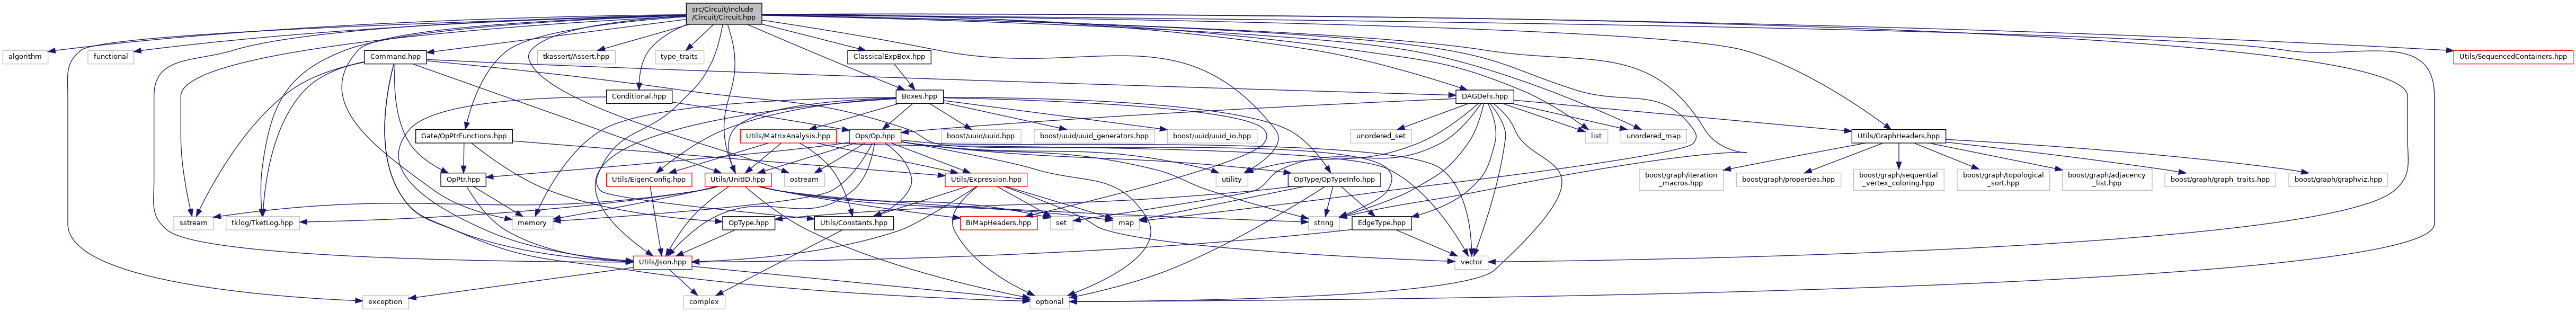 src/Circuit/include
/Circuit/Circuit.hpp
algorithm
functional
Command.hpp
tkassert/Assert.hpp
type_traits
ClassicalExpBox.hpp
Utils/SequencedContainers.hpp
Conditional.hpp
Boxes.hpp
DAGDefs.hpp
Gate/OpPtrFunctions.hpp
Utils/MatrixAnalysis.hpp
Ops/Op.hpp
boost/uuid/uuid.hpp
boost/uuid/uuid_generators.hpp
boost/uuid/uuid_io.hpp
unordered_set
list
unordered_map
Utils/GraphHeaders.hpp
OpPtr.hpp
Utils/EigenConfig.hpp
Utils/UnitID.hpp
ostream
Utils/Expression.hpp
utility
OpType/OpTypeInfo.hpp
boost/graph/iteration
_macros.hpp
boost/graph/properties.hpp
boost/graph/sequential
_vertex_coloring.hpp
boost/graph/topological
_sort.hpp
boost/graph/adjacency
_list.hpp
boost/graph/graph_traits.hpp
boost/graph/graphviz.hpp
sstream
tklog/TketLog.hpp
memory
OpType.hpp
Utils/Constants.hpp
BiMapHeaders.hpp
set
map
string
EdgeType.hpp
Utils/Json.hpp
vector
exception
complex
optional